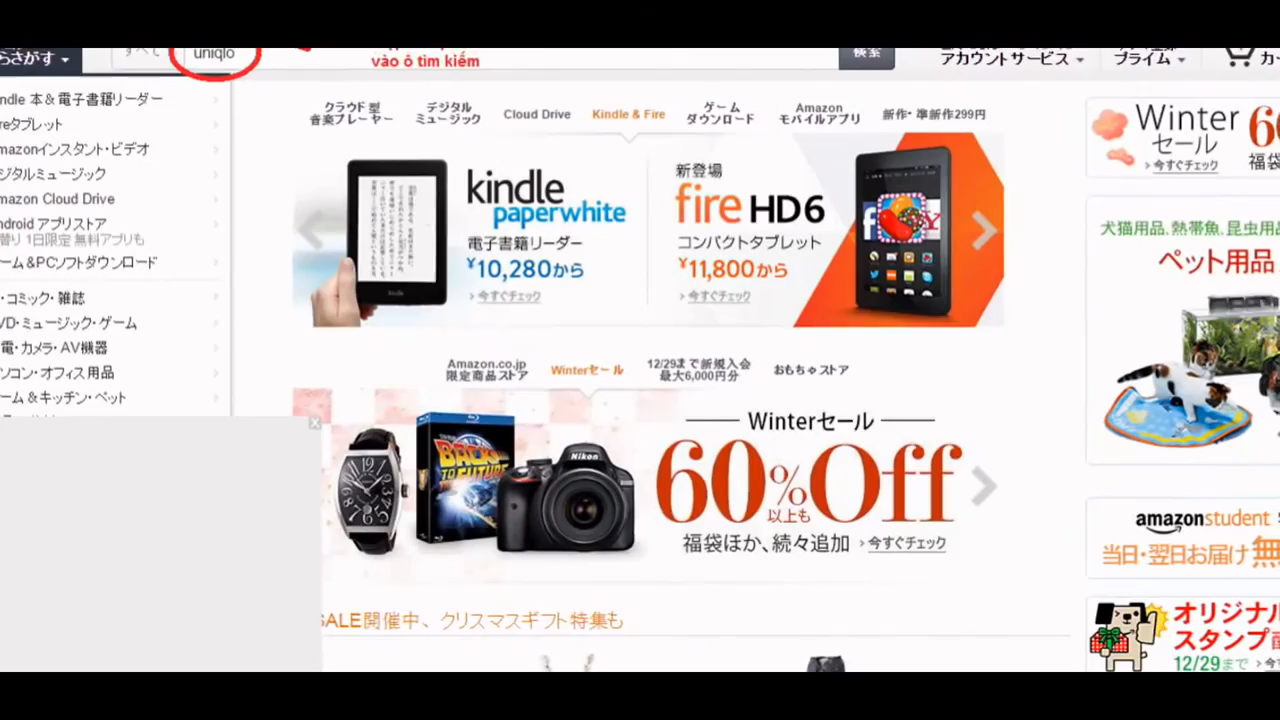 らさがす
すべて
uniqlo
vào ô tìm kiếm
検索
アカウントサービス
プライム
カー
ndle 本&電子書籍リーダー
reタブレット
mazonインスタント・ビデオ
ジタルミュージック
mazon Cloud Drive
ndroid アプリストア
替り 1日限定 無料アプリも
ーム&PCソフトダウンロード
・コミック・雑誌
VD・ミュージック・ゲーム
電・カメラ・AV機器
ソコン・オフィス用品
ーム&キッチン・ペット
クラウド型
音楽プレーヤー
デジタル
ミュージック
Cloud Drive
Kindle & Fire
ゲーム
ダウンロード
Amazon
モバイルアプリ
新作・準新作299円
kindle
paperwhite
電子書籍リーダー
¥10,280から
›今すぐチェック
kindle
新登場
fire HD6
コンパクトタブレット
¥11,800から
›今すぐチェック
Amazon.co.jp
限定商品ストア
Winterセール
12/29まで新規入会
最大6,000円分
おもちゃストア
BACK
TO THE FUTURE
Nikon
Winterセール
60%Off
以上も
福袋ほか、続々追加 ›今すぐチェック
SALE開催中、クリスマスギフト特集も
Winter
セール
›今すぐチェック
6
福袋
犬猫用品、熱帯魚、昆虫用品
ペット用品
amazonstudent
当日・翌日お届け無
オリジナル
スタンプ
12/29まで ›今す